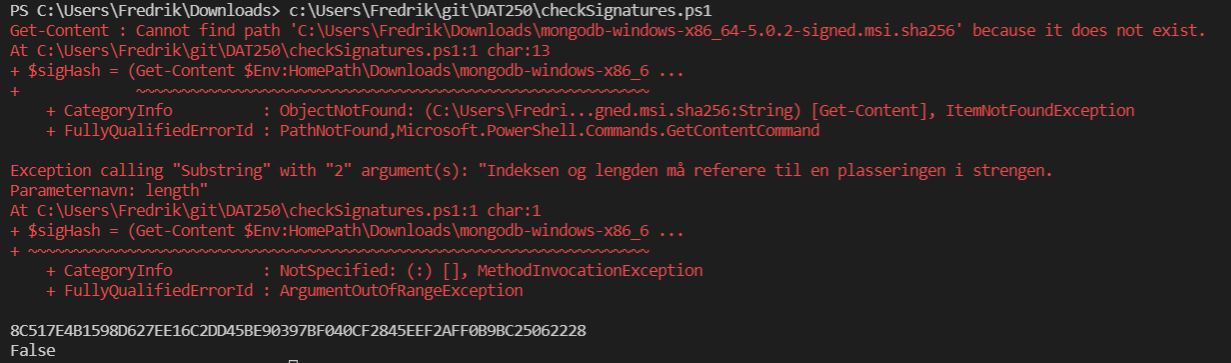 PS C:\Users\Fredrik\Downloads> c:\Users\Fredrik\git\DAT250\checkSignatures.ps1
Get-Content : Cannot find path 'C:\Users\Fredrik\Downloads\mongodb-windows-x86_64-5.0.2-signed.msi.sha256' because it does not exist.
At C:\Users\Fredrik\git\DAT250\checkSignatures.ps1:1 char:13
+ $sigHash = (Get-Content $Env:HomePath\Downloads\mongodb-windows-x86_6 ...
+             ~~~~~~~~~~~~~~~~~~~~~~~~~~~~~~~~~~~~~~~~~~~~~~~~~~~~~~~~~
    + CategoryInfo          : ObjectNotFound: (C:\Users\Fredri...gned.msi.sha256:String) [Get-Content], ItemNotFoundException
    + FullyQualifiedErrorId : PathNotFound,Microsoft.PowerShell.Commands.GetContentCommand
Exception calling "Substring" with "2" argument(s): "Indeksen og lengden må referere til en plasseringen i strengen.
Parameternavn: length"
At C:\Users\Fredrik\git\DAT250\checkSignatures.ps1:1 char:1
+ $sigHash = (Get-Content $Env:HomePath\Downloads\mongodb-windows-x86_6 ...
+ ~~~~~~~~~~~~~~~~~~~~~~~~~~~~~~~~~~~~~~~~~~~~~~~~~~~~~~~~~~~~~~~~~~~~~
    + CategoryInfo          : NotSpecified: (:) [], MethodInvocationException
    + FullyQualifiedErrorId : ArgumentOutOfRangeException
8C517E4B1598D627EE16C2DD45BE90397BF040CF2845EEF2AFF0B9BC25062228
False